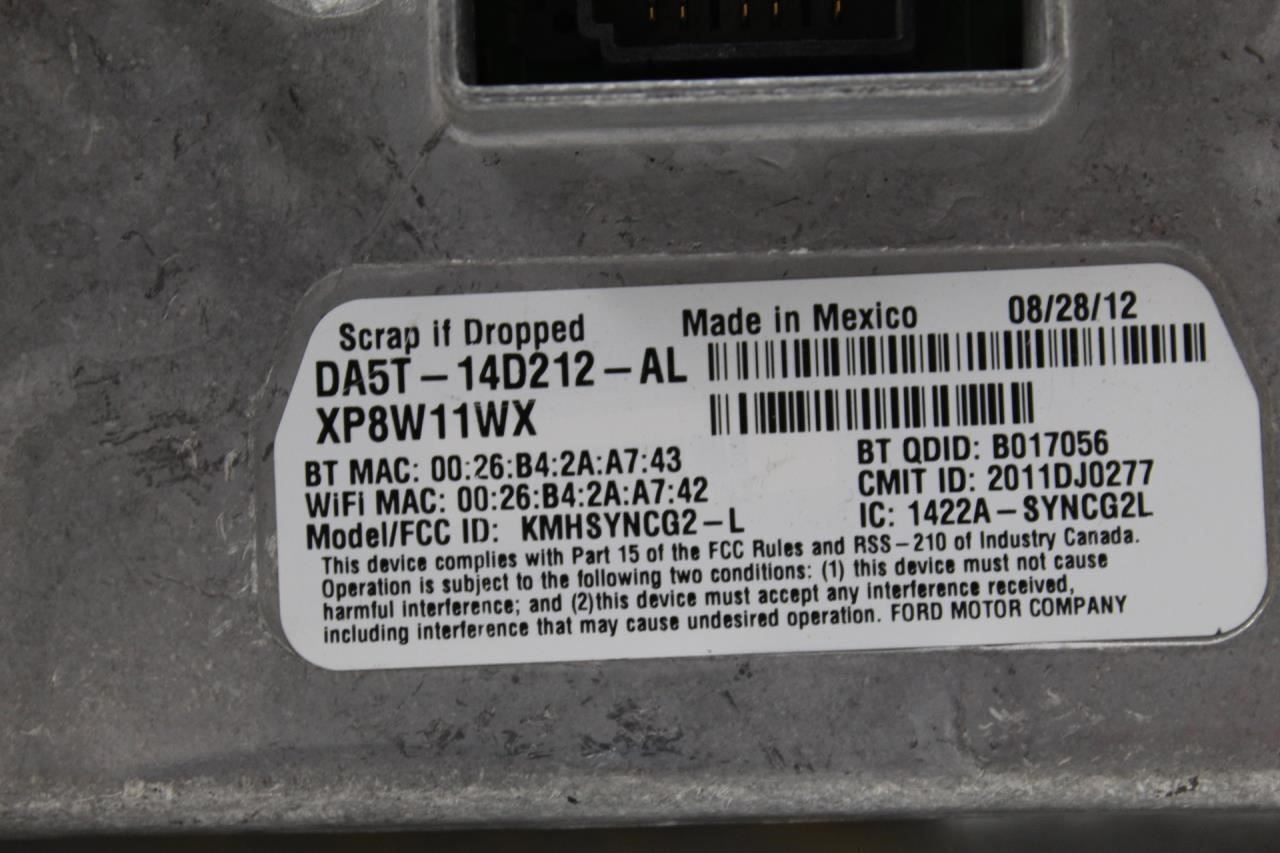 Scrap if Dropped Made in Mexico 08/28/12
DA5T-14D212-AL
XP8W11WX
BT MAC: 00:26:B4:2A:A7:43 BT QDID: B017056
WiFi MAC: 00:26:B4:2A:A7:42 CMIT ID: 2011DJ0277
Model/FCC ID: KMHSYNCG2-L IC: 1422A-SYNCG2L
This device complies with Part 15 of the FCC Rules and RSS-210 of Industry Canada.
Operation is subject to the following two conditions: (1) this device must not cause
harmful interference; and (2)this device must accept any interference received,
including interference that may cause undesired operation. FORD MOTOR COMPANY